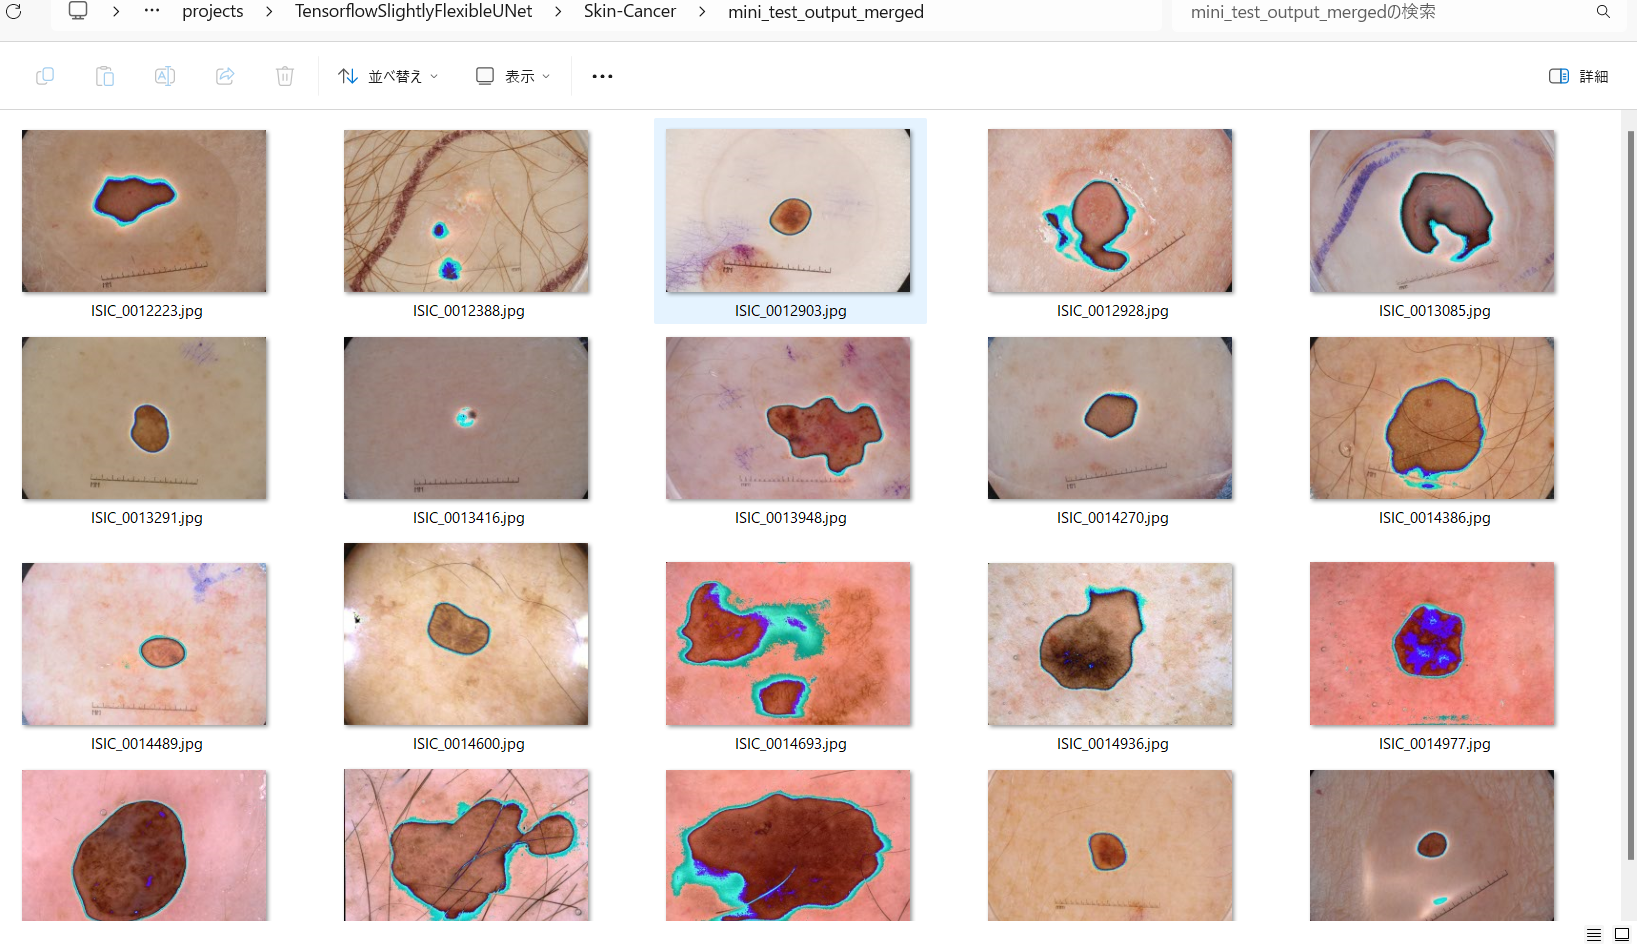 projects > TensorflowSlightlyFlexibleUNet > Skin-Cancer > mini_test_output_merged
mini_test_output_mergedの検索
並べ替え
表示
詳細
ISIC_0012223.jpg
ISIC_0012388.jpg
ISIC_0012903.jpg
ISIC_0012928.jpg
ISIC_0013085.jpg
ISIC_0013291.jpg
ISIC_0013416.jpg
ISIC_0013948.jpg
ISIC_0014270.jpg
ISIC_0014386.jpg
ISIC_0014489.jpg
ISIC_0014600.jpg
ISIC_0014693.jpg
ISIC_0014936.jpg
ISIC_0014977.jpg